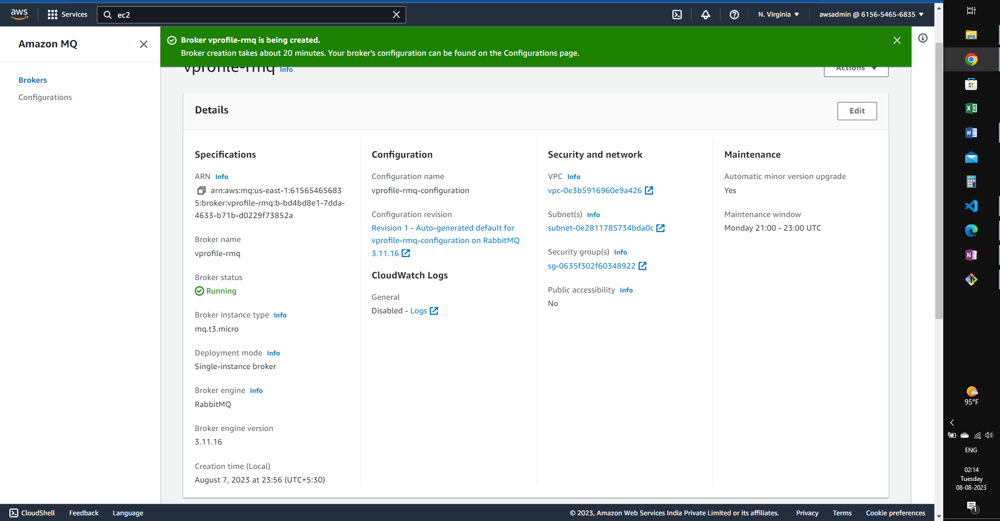 aws
Services
ec2
N. Virginia
awsadmin @ 6156-5465-6835
Amazon MQ
Brokers
Configurations
Broker vprofile-rmq is being created.
Broker creation takes about 20 minutes. Your broker's configuration can be found on the Configurations page.
vprofile-rmq Info
Actions
Details
Edit
Specifications
ARN Info
arn:aws:mq:us-east-1:61565465683
5:broker:vprofile-rmq:b-bd4bd8e1-7dda-
4633-b71b-d0229f73852a
Broker name
vprofile-rmq
Broker status
Running
Broker instance type Info
mq.t3.micro
Deployment mode Info
Single-instance broker
Broker engine Info
RabbitMQ
Broker engine version
3.11.16
Creation time (Local)
August 7, 2023 at 23:56 (UTC+5:30)
Configuration
Configuration name
vprofile-rmq-configuration
Configuration revision
Revision 1 - Auto-generated default for
vprofile-rmq-configuration on RabbitMQ
3.11.16
CloudWatch Logs
General
Disabled - Logs
Security and network
VPC Info
vpc-0e3b5916960e9a426
Subnet(s) Info
subnet-0e2811785734bda0c
Security group(s) Info
sg-0635f302f60348922
Public accessibility Info
No
Maintenance
Automatic minor version upgrade
Yes
Maintenance window
Monday 21:00 - 23:00 UTC
CloudShell
Feedback
Language
© 2023, Amazon Web Services India Private Limited or its affiliates.
Privacy
Terms
Cookie preferences
95°F
ENG
02:14
Tuesday
08-08-2023
1